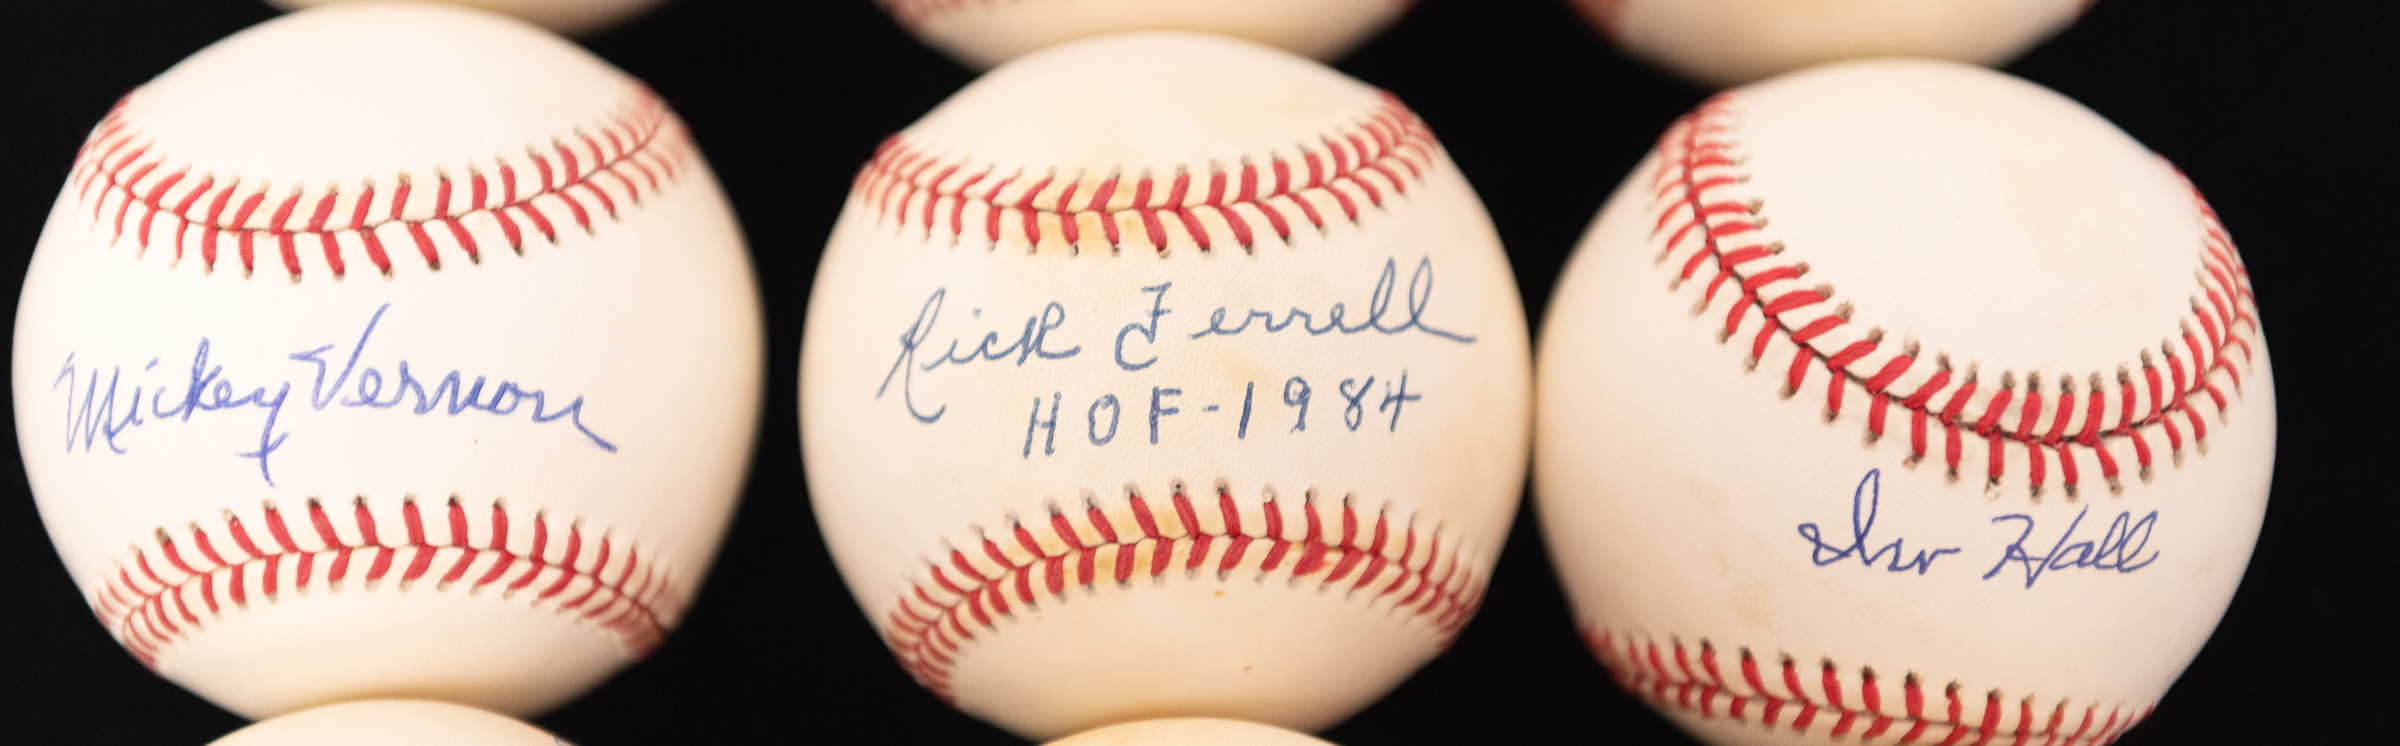 Mickey Vernon
Rick Ferrell
HOF-1984
Irv Hall